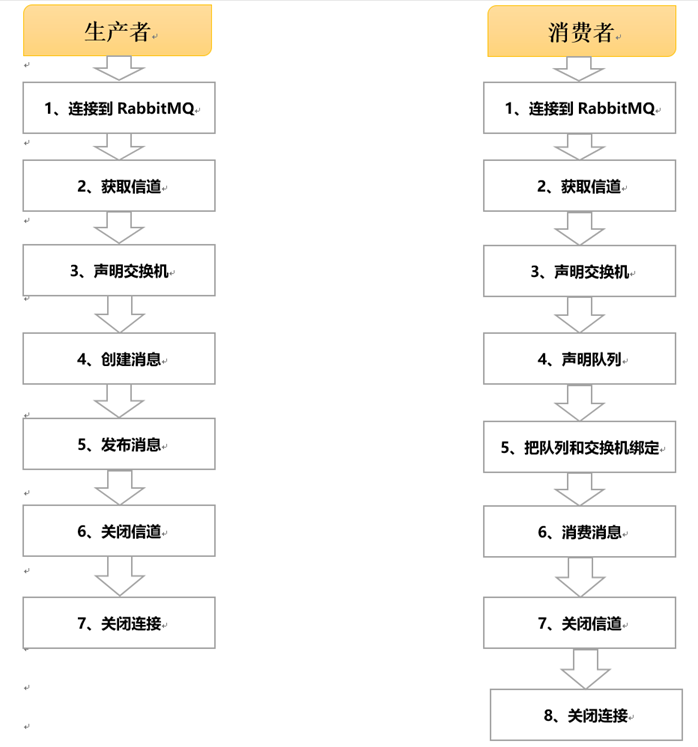 生产者
1、连接到 RabbitMQ
2、获取信道
3、声明交换机
4、创建消息
5、发布消息
6、关闭信道
7、关闭连接
消费者
1、连接到 RabbitMQ
2、获取信道
3、声明交换机
4、声明队列
5、把队列和交换机绑定
6、消费消息
7、关闭信道
8、关闭连接